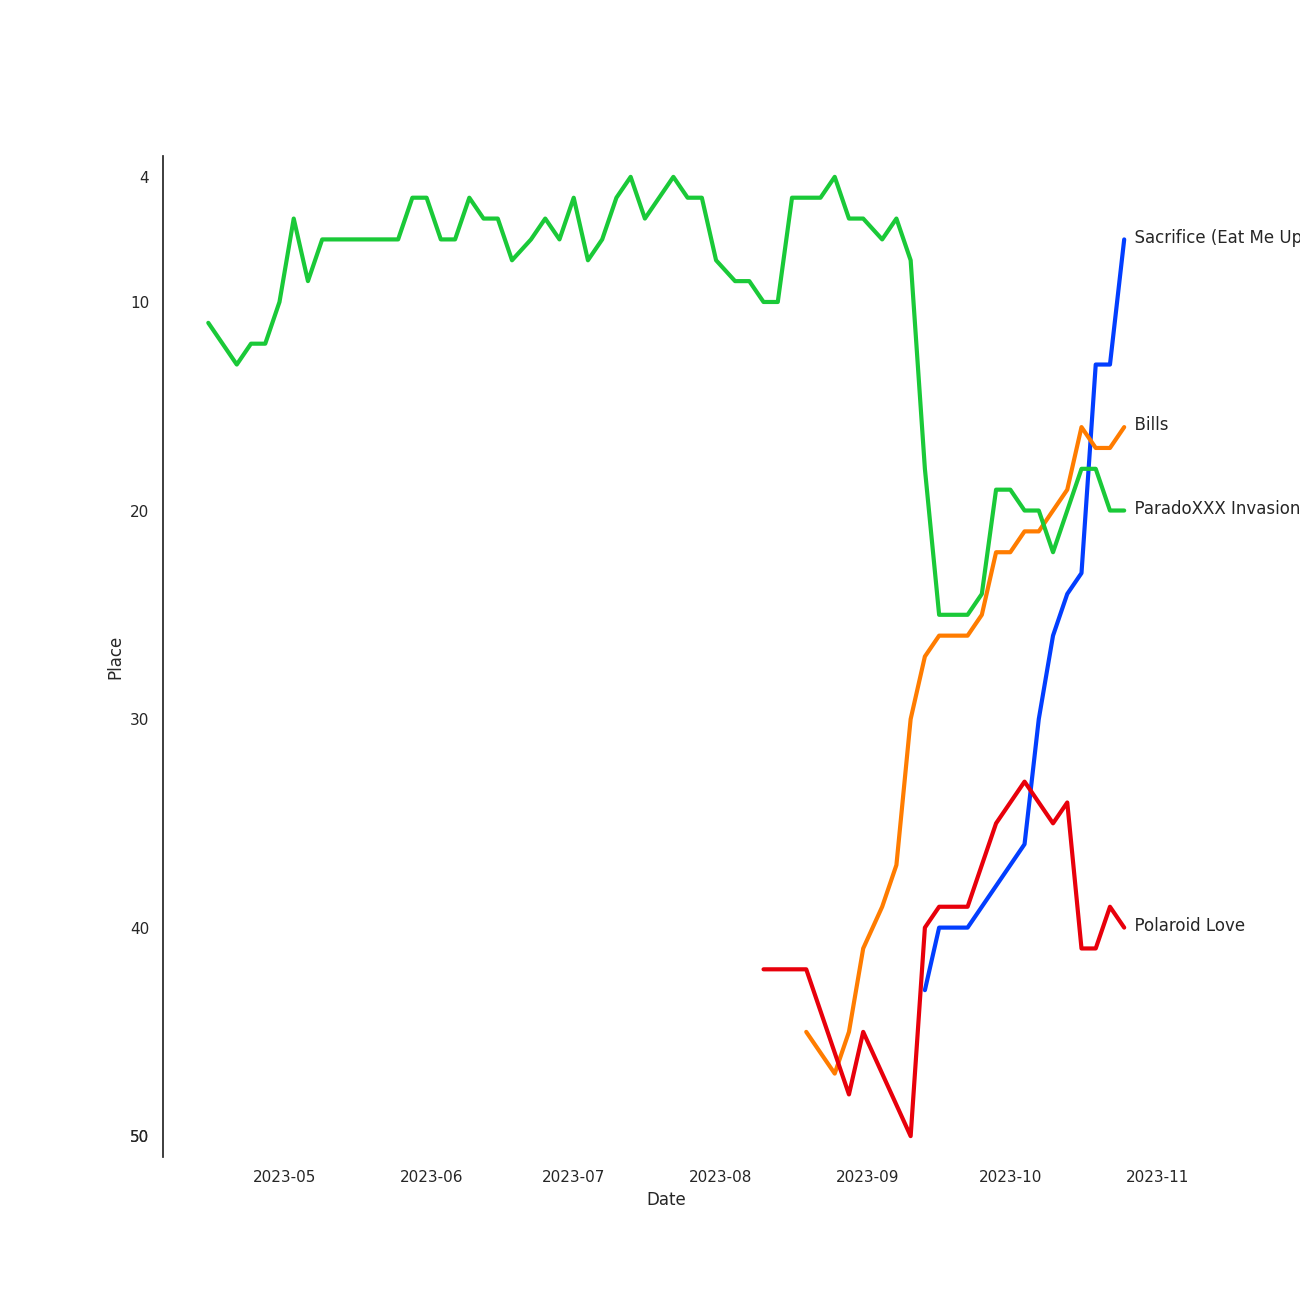 4
10
20
30
40
50
Place
Sacrifice (Eat Me Up
Bills
ParadoXXX Invasion
Polaroid Love
2023-05 2023-06 2023-07 2023-08 2023-09 2023-10 2023-11
Date